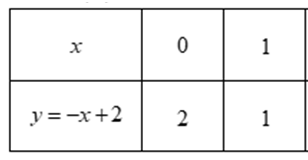 x 0 1
y = −x + 2 2 1